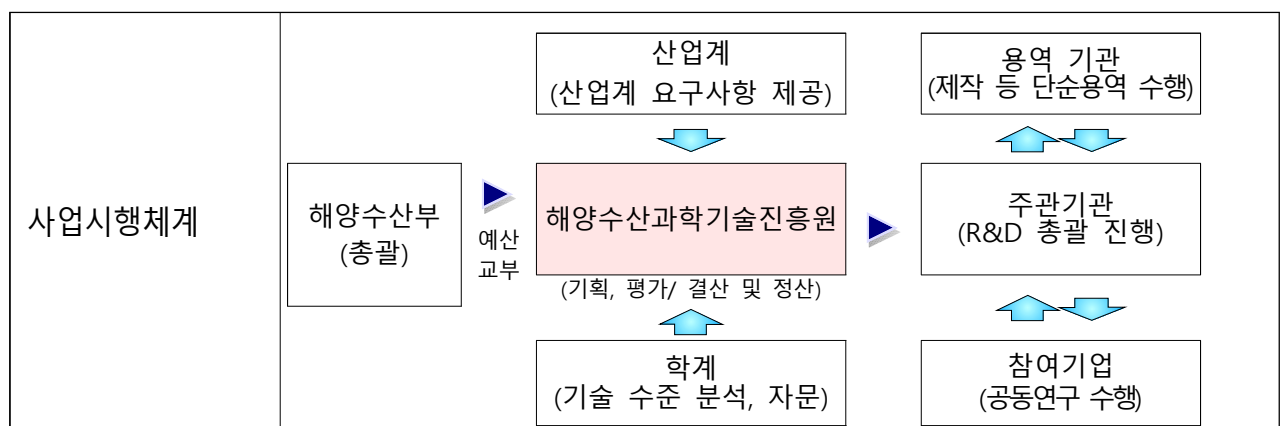 사업시행체계
해양수산부
(총괄)
예산
교부
산업계
(산업계 요구사항 제공)
해양수산과학기술진흥원
(기획, 평가/ 결산 및 정산)
학계
(기술 수준 분석, 자문)
용역 기관
(제작 등 단순용역 수행)
주관기관
(R&D 총괄 진행)
참여기업
(공동연구 수행)